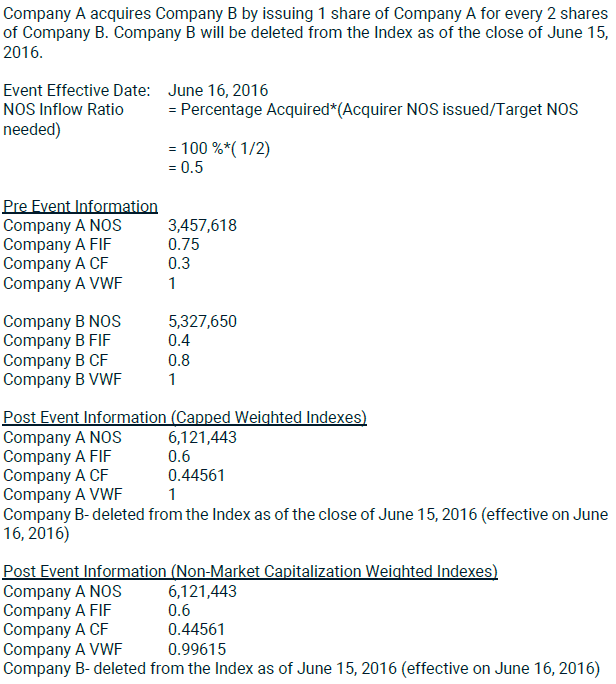 Company A acquires Company B by issuing 1 share of Company A for every 2 shares
of Company B. Company B will be deleted from the Index as of the close of June 15,
2016.
Event Effective Date: June 16, 2016
NOS Inflow Ratio = Percentage Acquired*(Acquirer NOS issued/Target NOS
needed)
= 100 %*( 1/2)
= 0.5
Pre Event Information
Company A NOS 3,457,618
Company A FIF 0.75
Company A CF 0.3
Company A VWF 1
Company B NOS 5,327,650
Company B FIF 0.4
Company B CF 0.8
Company B VWF 1
Post Event Information (Capped Weighted Indexes)
Company A NOS 6,121,443
Company A FIF 0.6
Company A CF 0.44561
Company A VWF 1
Company B- deleted from the Index as of the close of June 15, 2016 (effective on June
16, 2016)
Post Event Information (Non-Market Capitalization Weighted Indexes)
Company A NOS 6,121,443
Company A FIF 0.6
Company A CF 0.44561
Company A VWF 0.99615
Company B- deleted from the Index as of June 15, 2016 (effective on June 16, 2016)